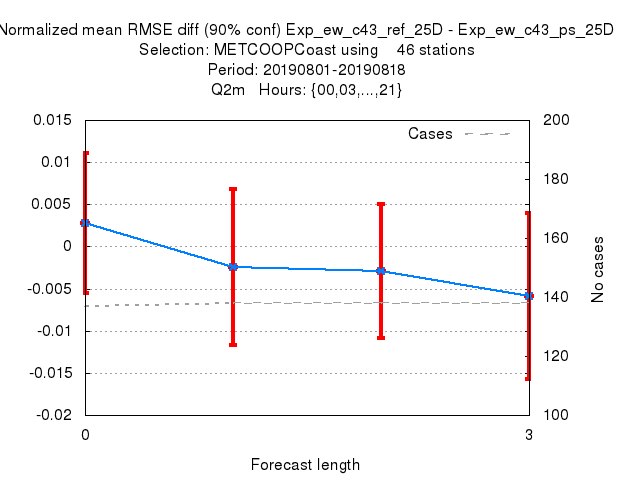 Normalized mean RMSE diff (90% conf) Exp_ew_c43_ref_25D - Exp_ew_c43_ps_25D
Selection: METCOOPCoast using 46 stations
Period: 20190801-20190818
Q2m Hours: {00,03,...,21}
Cases
0.015
0.01
0.005
0
-0.005
-0.01
-0.015
-0.02
200
180
160
140
120
100
No cases
0
3
Forecast length